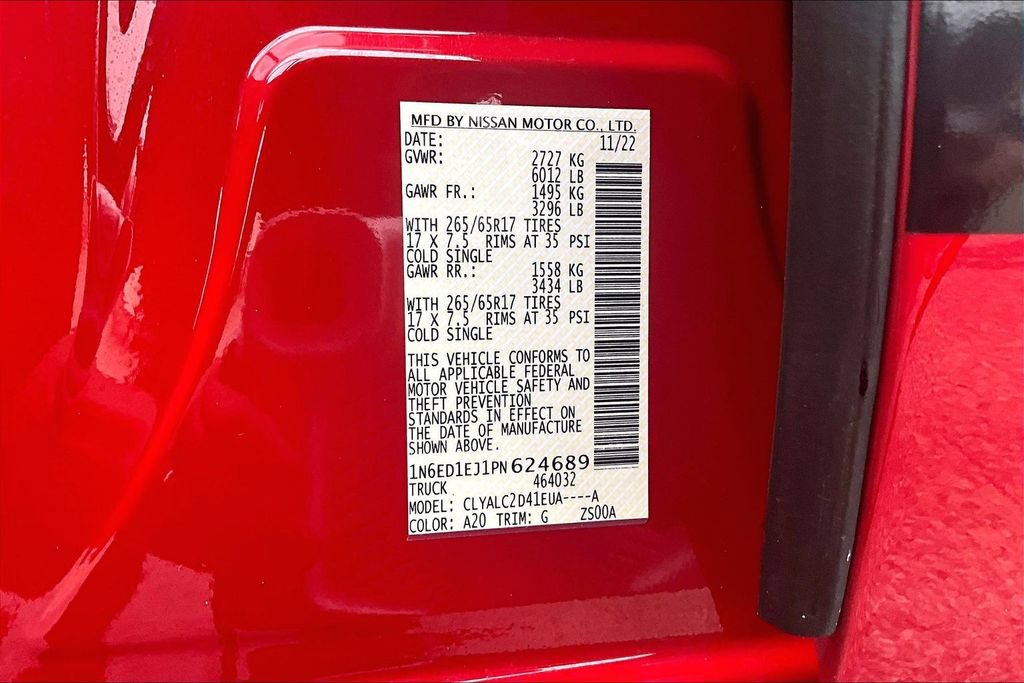 MFD BY NISSAN MOTOR CO., LTD.
DATE: 11/22
GVWR: 2727 KG
6012 LB
GAWR FR.: 1495 KG
3296 LB
WITH 265/65R17 TIRES
17 X 7.5 RIMS AT 35 PSI
COLD SINGLE
GAWR RR.: 1558 KG
3434 LB
WITH 265/65R17 TIRES
17 X 7.5 RIMS AT 35 PSI
COLD SINGLE
THIS VEHICLE CONFORMS TO
ALL APPLICABLE FEDERAL
MOTOR VEHICLE SAFETY AND
THEFT PREVENTION
STANDARDS IN EFFECT ON
THE DATE OF MANUFACTURE
SHOWN ABOVE.
1N6ED1EJ1PN624689
TRUCK 464032
MODEL: CLYALC2D41EUA----A
COLOR: A20 TRIM: G ZS00A